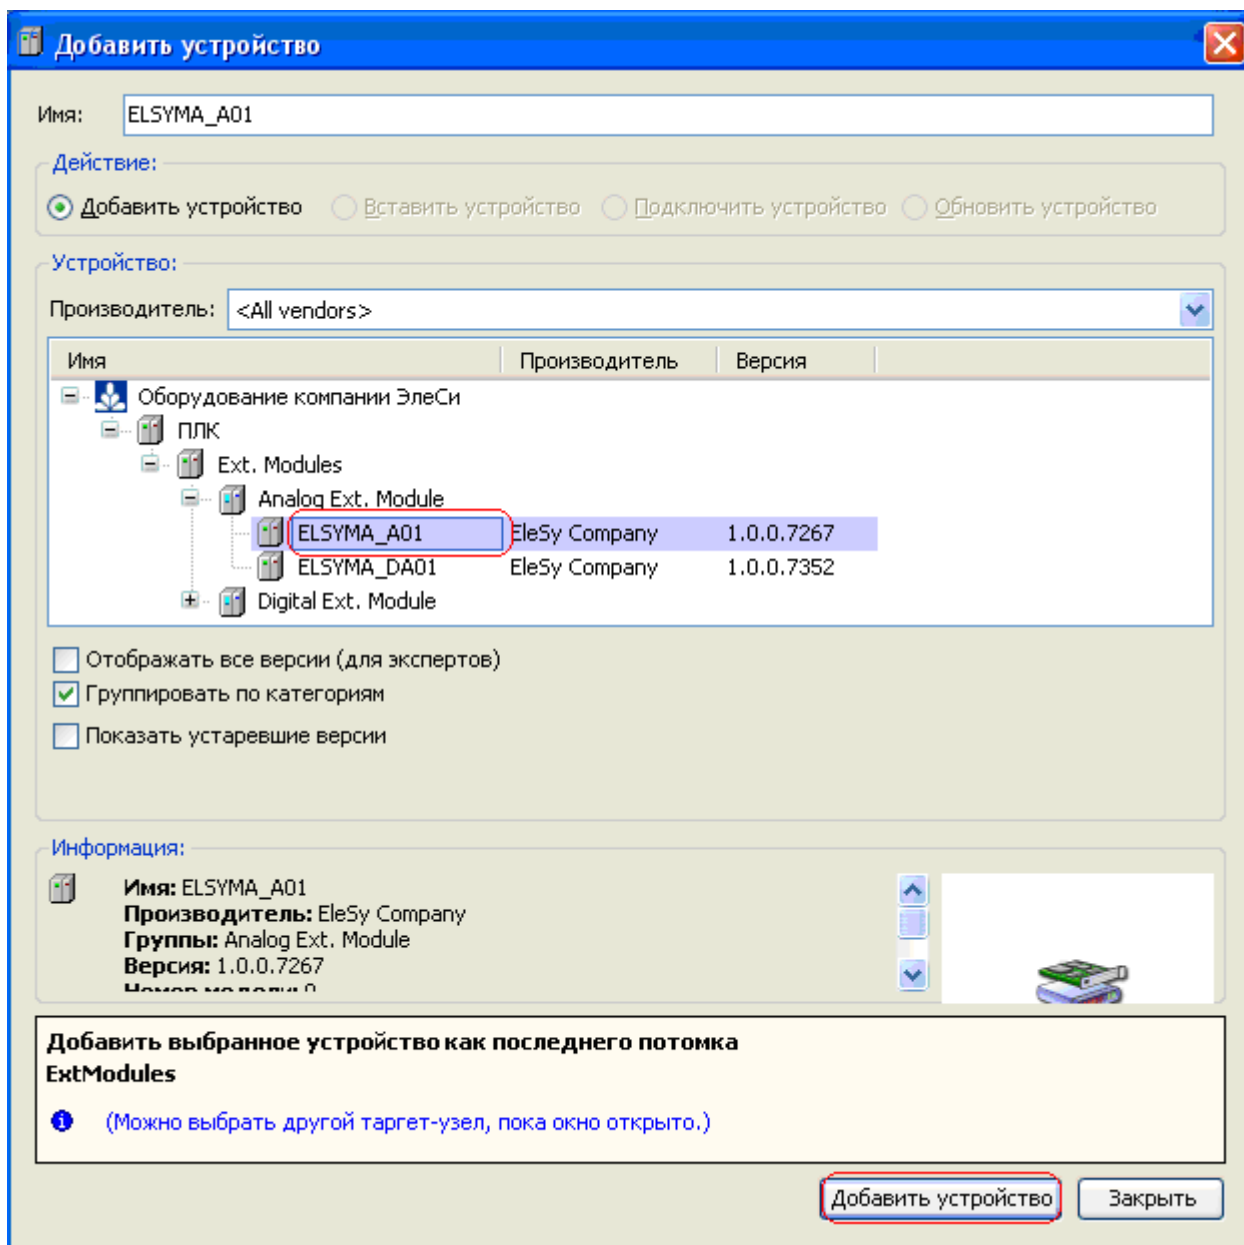 Добавить устройство
Имя: ELSYMA_A01
Действие:
Добавить устройство Вставить устройство Подключить устройство Обновить устройство
Устройство:
Производитель: <All vendors>
Имя Производитель Версия
Оборудование компании ЭлеСи
ПЛК
Ext. Modules
Analog Ext. Module
ELSYMA_A01 EleSy Company 1.0.0.7267
ELSYMA_DA01 EleSy Company 1.0.0.7352
Digital Ext. Module
Отображать все версии (для экспертов)
Группировать по категориям
Показать устаревшие версии
Информация:
Имя: ELSYMA_A01
Производитель: EleSy Company
Группы: Analog Ext. Module
Версия: 1.0.0.7267
Номер модели: 0
Добавить выбранное устройство как последнего потомка
ExtModules
(Можно выбрать другой таргет-узел, пока окно открыто.)
Добавить устройство Закрыть